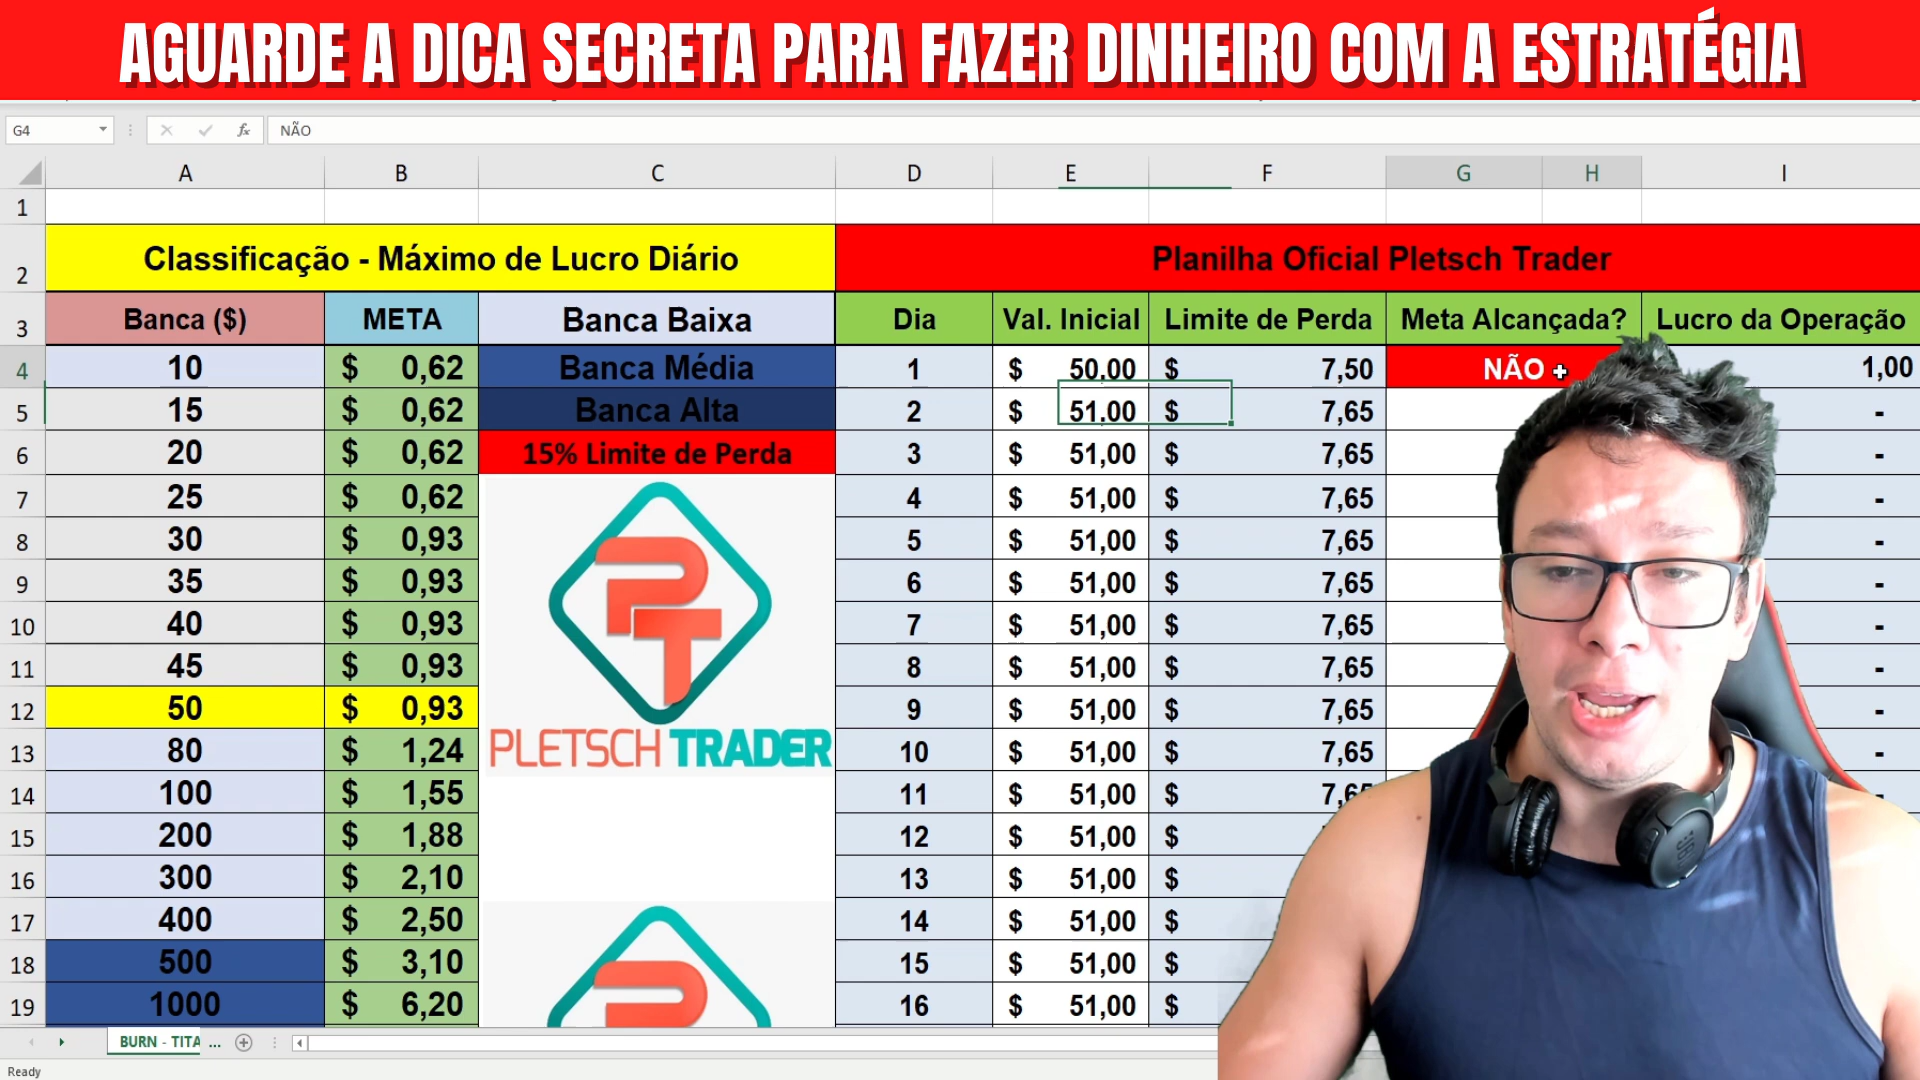 AGUARDE A DICA SECRETA PARA FAZER DINHEIRO COM A ESTRATÉGIA
G4 fx NÃO
A B C D E F G H I
1
2 Classificação - Máximo de Lucro Diário Planilha Oficial Pletsch Trader
3 Banca ($) META Banca Baixa Dia Val. Inicial Limite de Perda Meta Alcançada? Lucro da Operação
4 10 $ 0,62 Banca Média 1 $ 50,00 $ 7,50 NÃO 1,00
5 15 $ 0,62 Banca Alta 2 $ 51,00 $ 7,65 -
6 20 $ 0,62 15% Limite de Perda 3 $ 51,00 $ 7,65 -
7 25 $ 0,62 4 $ 51,00 $ 7,65 -
8 30 $ 0,93 5 $ 51,00 $ 7,65 -
9 35 $ 0,93 6 $ 51,00 $ 7,65 -
10 40 $ 0,93 7 $ 51,00 $ 7,65 -
11 45 $ 0,93 8 $ 51,00 $ 7,65 -
12 50 $ 0,93 9 $ 51,00 $ 7,65 -
13 80 $ 1,24 PLETSCH TRADER 10 $ 51,00 $ 7,65 -
14 100 $ 1,55 11 $ 51,00 $ 7,65 -
15 200 $ 1,88 12 $ 51,00 $
16 300 $ 2,10 13 $ 51,00 $
17 400 $ 2,50 14 $ 51,00 $
18 500 $ 3,10 15 $ 51,00 $
19 1000 $ 6,20 16 $ 51,00 $
BURN - TITA ...
Ready